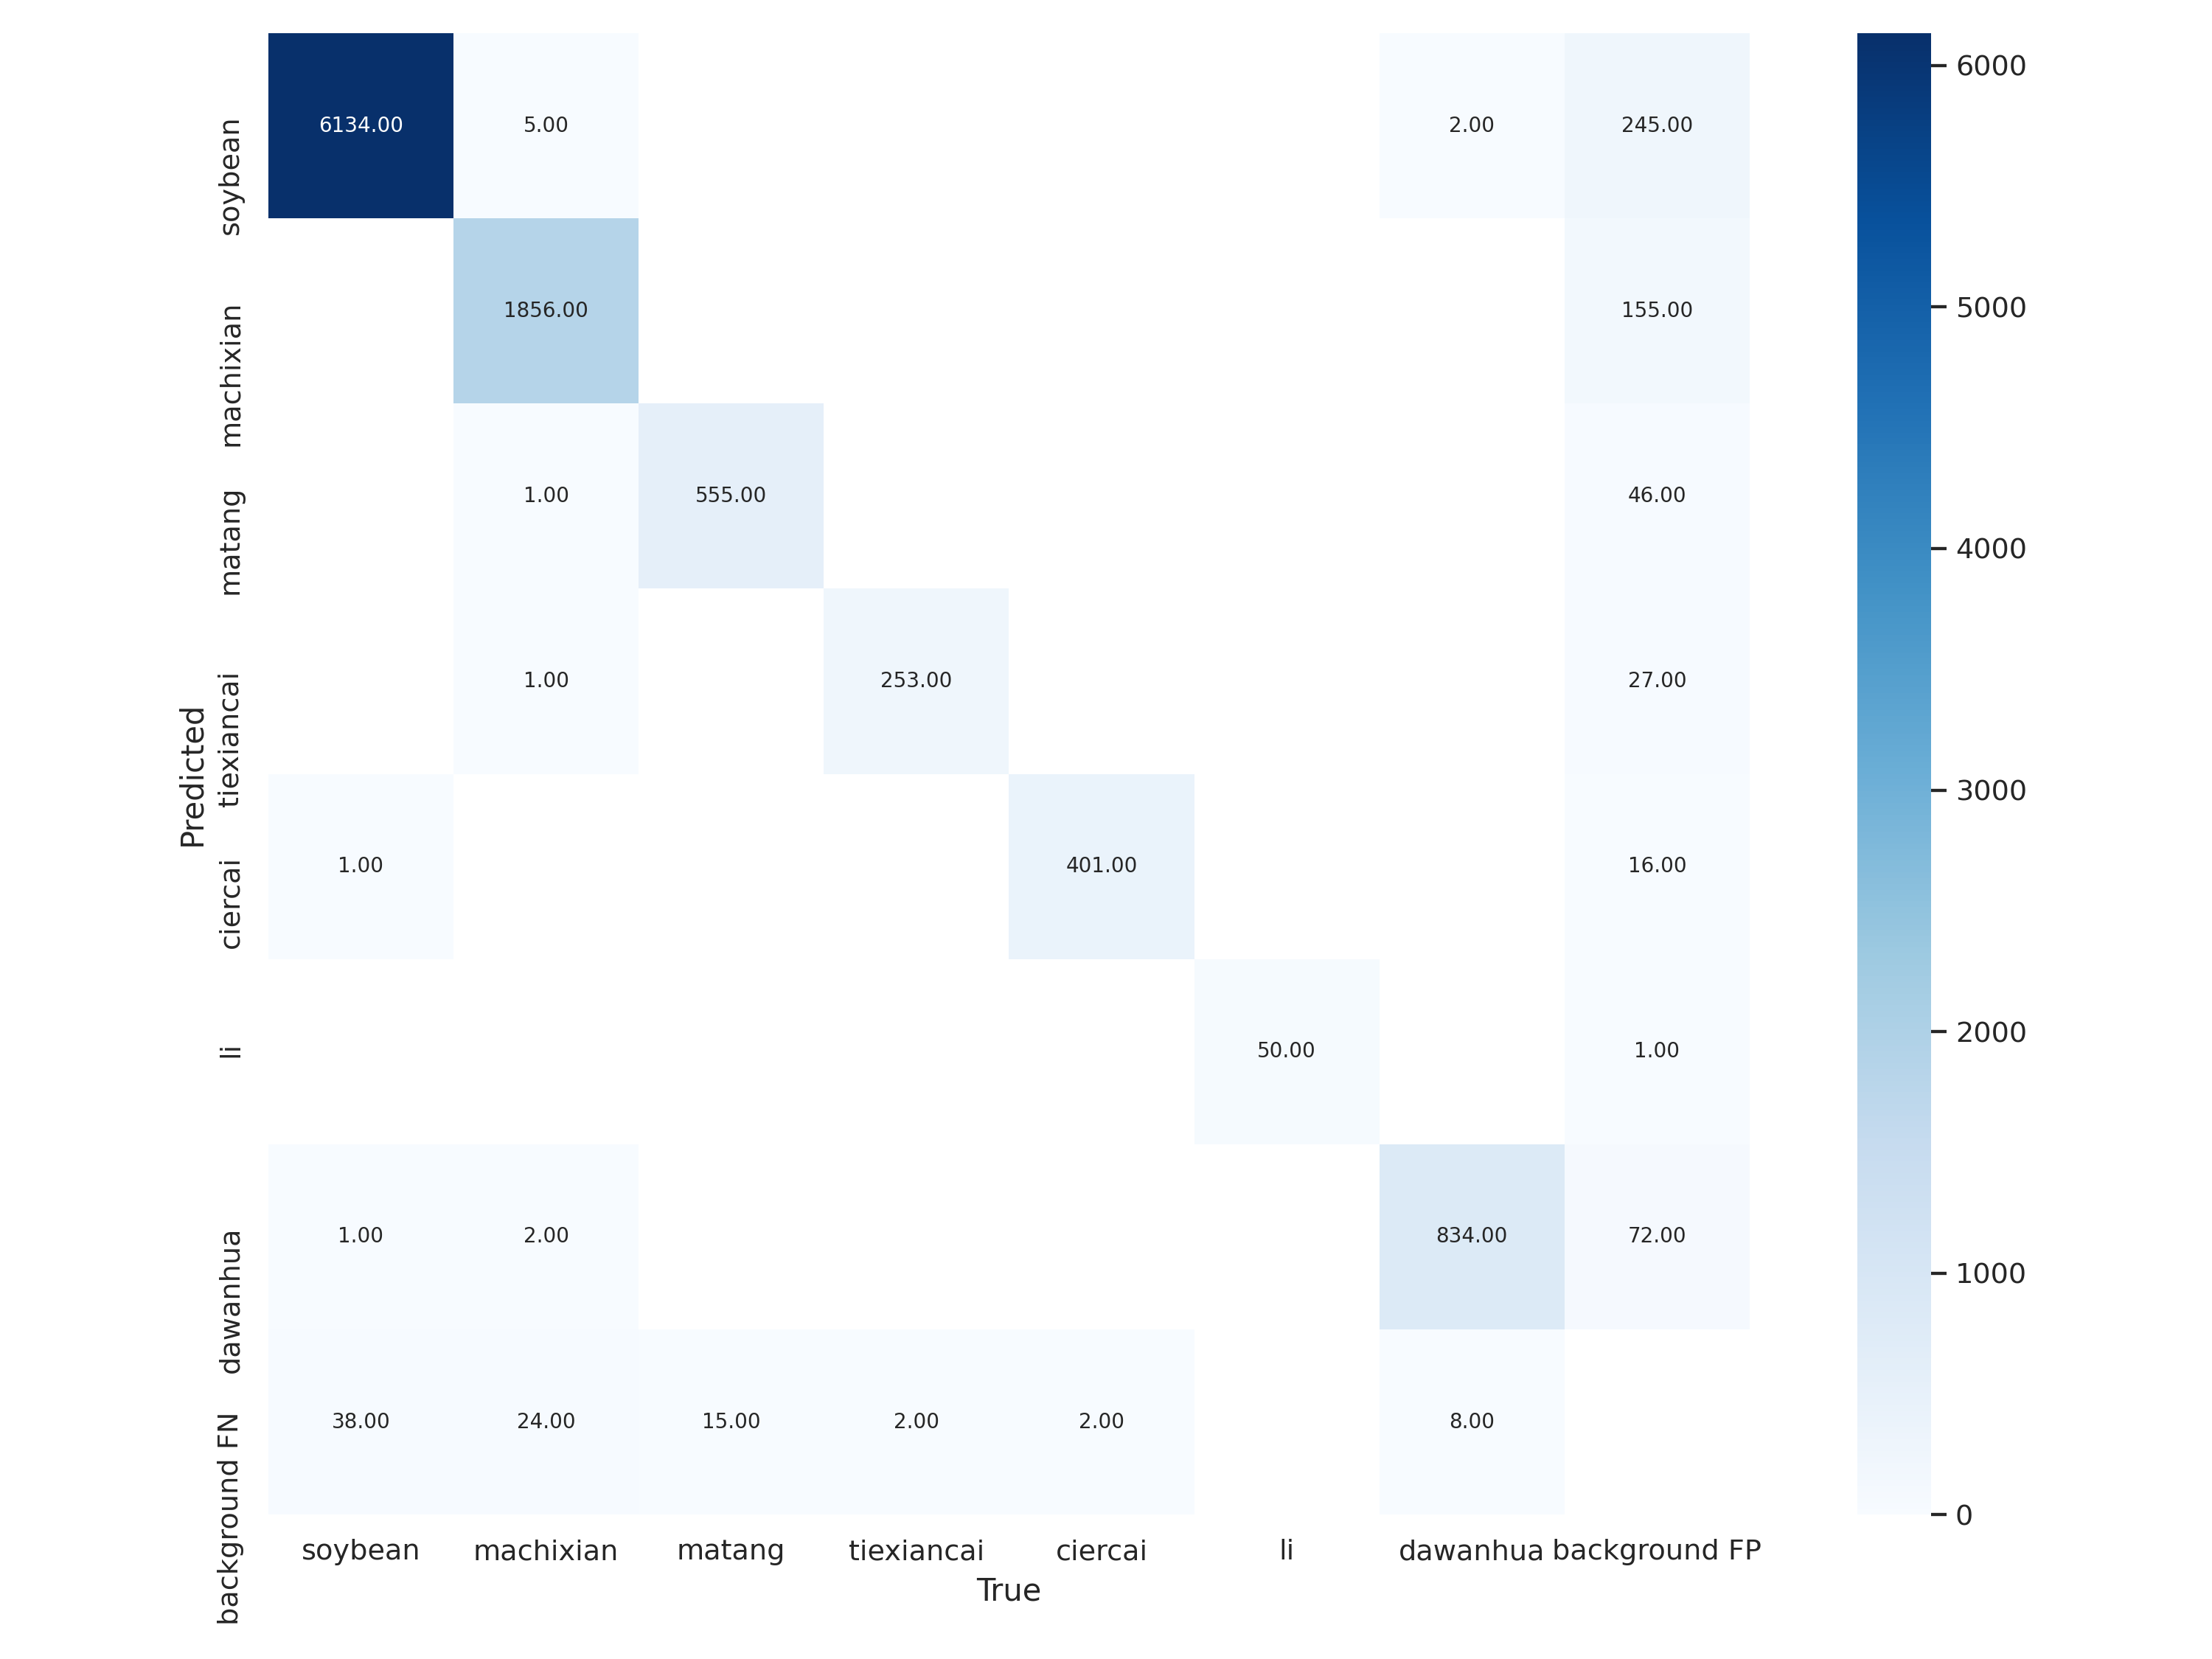 soybean
6134.00 5.00 2.00 245.00
machixian
1856.00 155.00
matang
1.00 555.00 46.00
tiexiancai
1.00 253.00 27.00
ciercai
1.00 401.00 16.00
li
50.00 1.00
dawanhua
1.00 2.00 834.00 72.00
background FN
38.00 24.00 15.00 2.00 2.00 8.00
Predicted
soybean machixian matang tiexiancai ciercai li dawanhua background FP
True
6000
5000
4000
3000
2000
1000
0